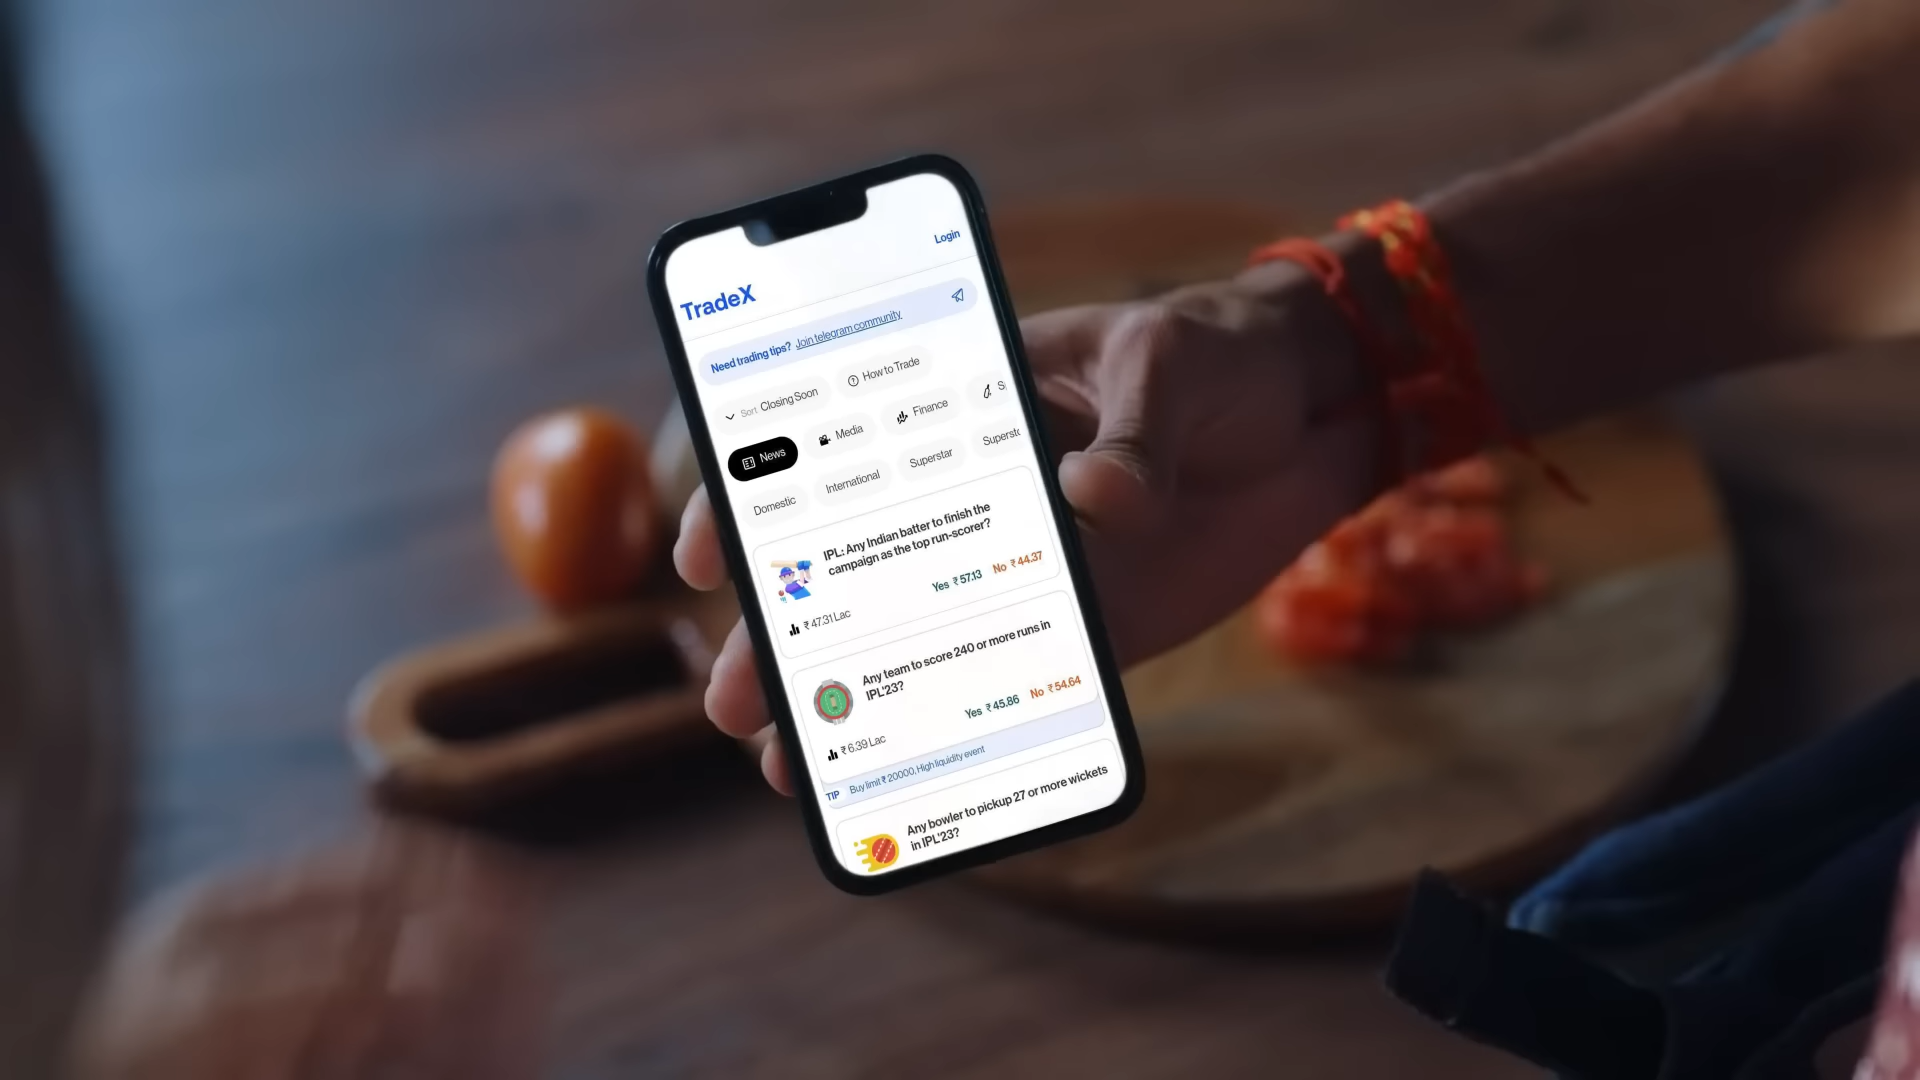 Login
TradeX
Need trading tips? Join telegram community
Sort Closing Soon
How to Trade
News
Media
Finance
Domestic
International
Superstar
IPL: Any Indian batter to finish the
campaign as the top run-scorer?
Yes ₹ 57.13 No ₹ 44.37
₹ 47.31 Lac
Any team to score 240 or more runs in
IPL'23?
Yes ₹ 45.86 No ₹ 54.64
₹ 6.39 Lac
TIP Buy limit ₹ 20000, High liquidity event
Any bowler to pickup 27 or more wickets
in IPL'23?